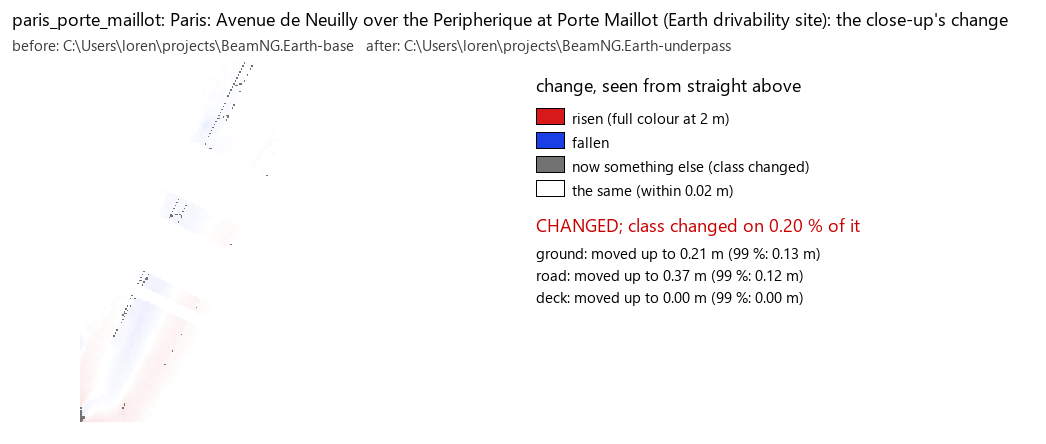 paris_porte_maillot: Paris: Avenue de Neuilly over the Peripherique at Porte Maillot (Earth drivability site): the close-up's change
before: C:\Users\loren\projects\BeamNG.Earth-base   after: C:\Users\loren\projects\BeamNG.Earth-underpass
change, seen from straight above
risen (full colour at 2 m)
fallen
now something else (class changed)
the same (within 0.02 m)
CHANGED; class changed on 0.20 % of it
ground: moved up to 0.21 m (99 %: 0.13 m)
road: moved up to 0.37 m (99 %: 0.12 m)
deck: moved up to 0.00 m (99 %: 0.00 m)